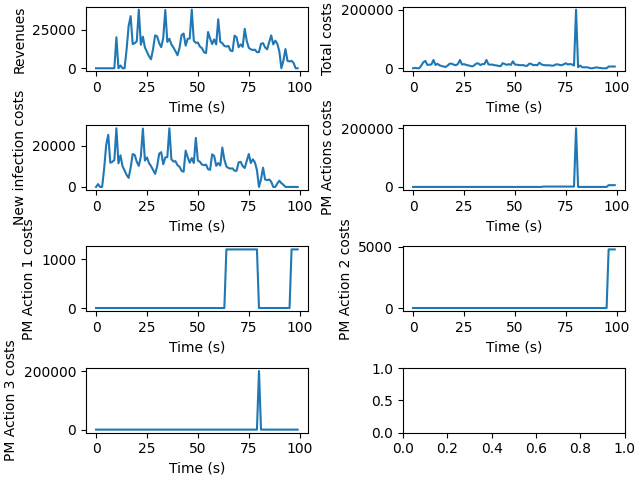 Revenues
25000
0
0 25 50 75 100
Time (s)
Total costs
200000
0
0 25 50 75 100
Time (s)
New infection costs
20000
0
0 25 50 75 100
Time (s)
PM Actions costs
200000
0
0 25 50 75 100
Time (s)
PM Action 1 costs
1000
0
0 25 50 75 100
Time (s)
PM Action 2 costs
5000
0
0 25 50 75 100
Time (s)
PM Action 3 costs
200000
0
0 25 50 75 100
Time (s)
1.0
0.5
0.0
0.0 0.2 0.4 0.6 0.8 1.0